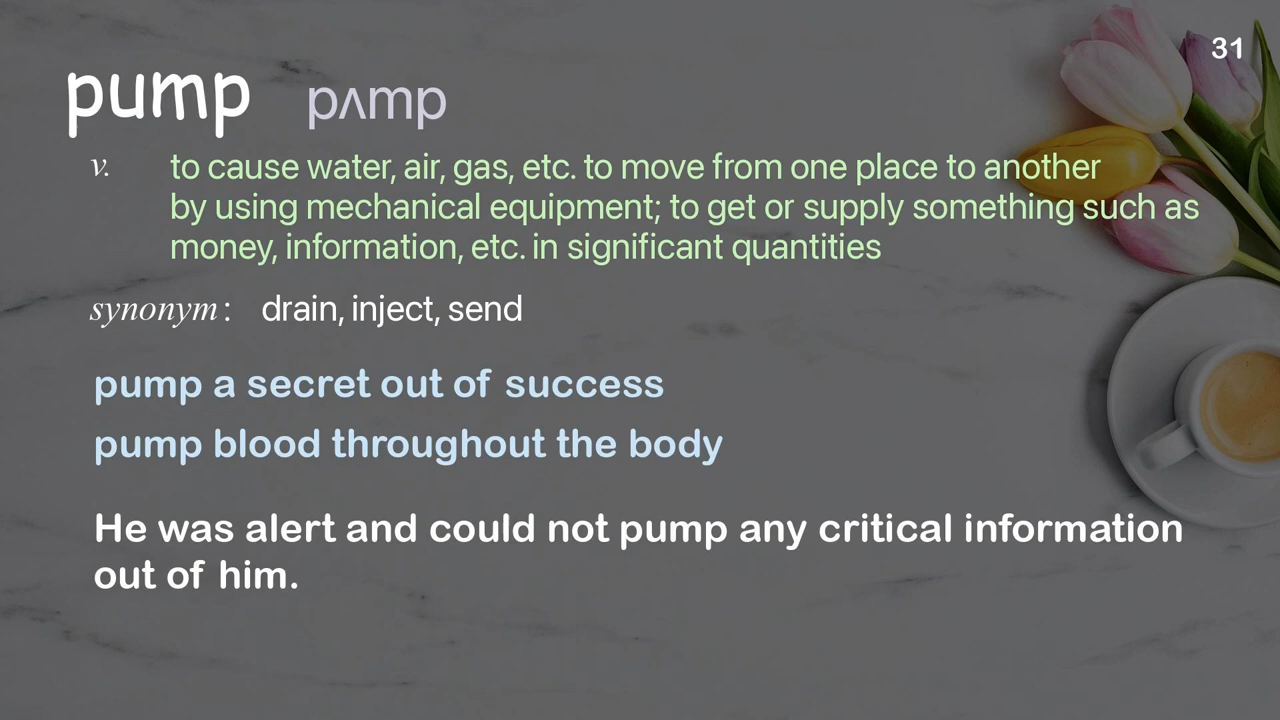 31
pump pʌmp
v. to cause water, air, gas, etc. to move from one place to another
by using mechanical equipment; to get or supply something such as
money, information, etc. in significant quantities
synonym: drain, inject, send
pump a secret out of success
pump blood throughout the body
He was alert and could not pump any critical information
out of him.